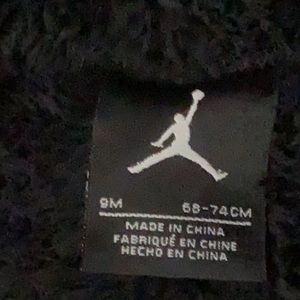 9M 68-74CM
MADE IN CHINA
FABRIQUÉ EN CHINE
HECHO EN CHINA